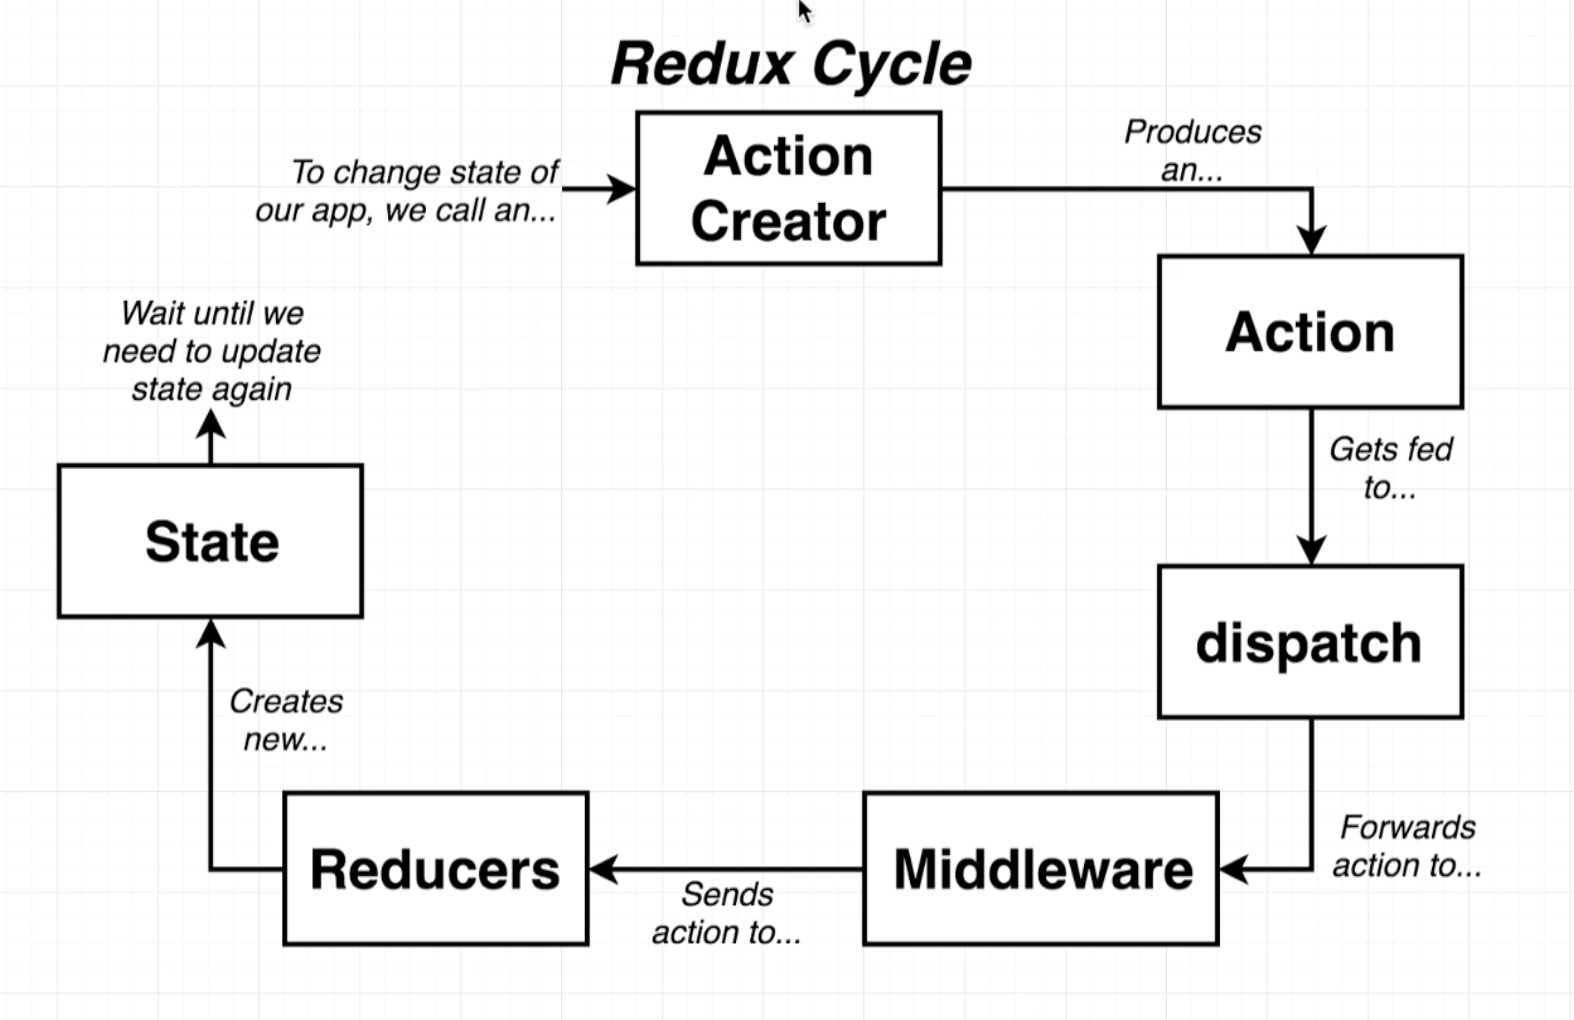 Redux Cycle
To change state of
our app, we call an...
Action
Creator
Produces
an...
Action
Gets fed
to...
dispatch
Forwards
action to...
Middleware
Sends
action to...
Reducers
Creates
new...
State
Wait until we
need to update
state again